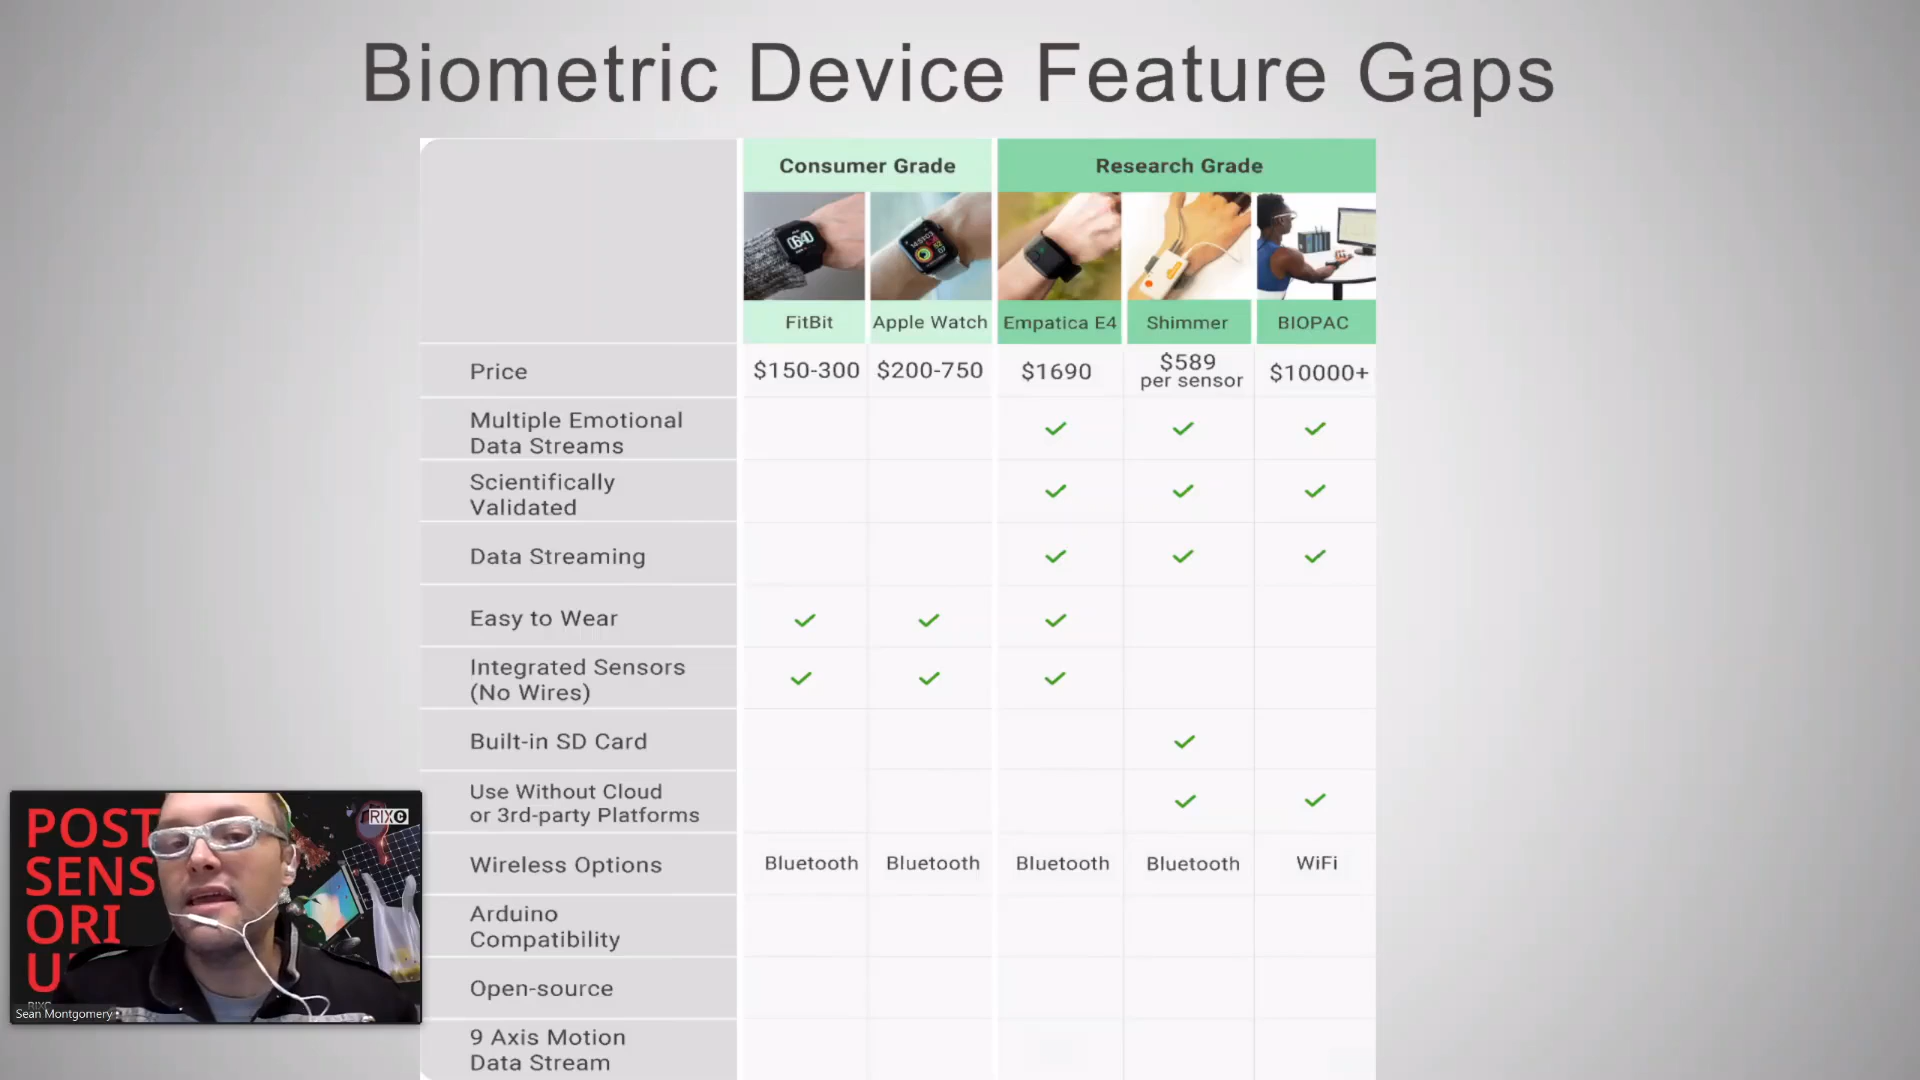 Biometric Device Feature Gaps
Consumer Grade
Research Grade
FitBit
Apple Watch
Empatica E4
Shimmer
BIOPAC
Price
$150-300
$200-750
$1690
$589
per sensor
$10000+
Multiple Emotional
Data Streams
Scientifically
Validated
Data Streaming
Easy to Wear
Integrated Sensors
(No Wires)
Built-in SD Card
Use Without Cloud
or 3rd-party Platforms
Wireless Options
Bluetooth
Bluetooth
Bluetooth
Bluetooth
WiFi
Arduino
Compatibility
Open-source
9 Axis Motion
Data Stream
POST
SENS
ORI
U
RIXC
RIXC
Sean Montgomery